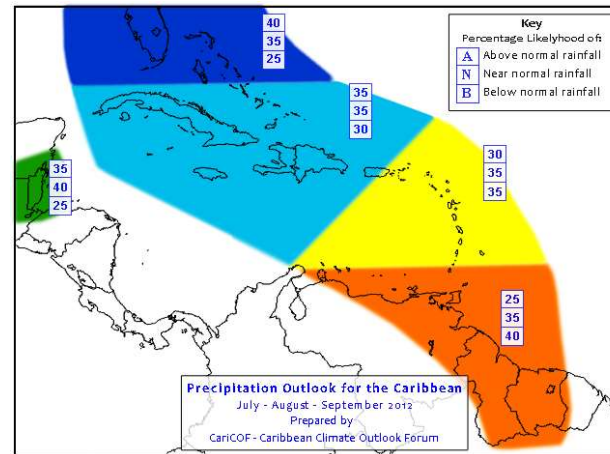 Key
Percentage Likelyhood of:
A Above normal rainfall
N Near normal rainfall
B Below normal rainfall
40
35
25
35
35
30
30
35
35
35
40
25
25
35
40
Precipitation Outlook for the Caribbean
July - August - September 2012
Prepared by
CariCOF - Caribbean Climate Outlook Forum